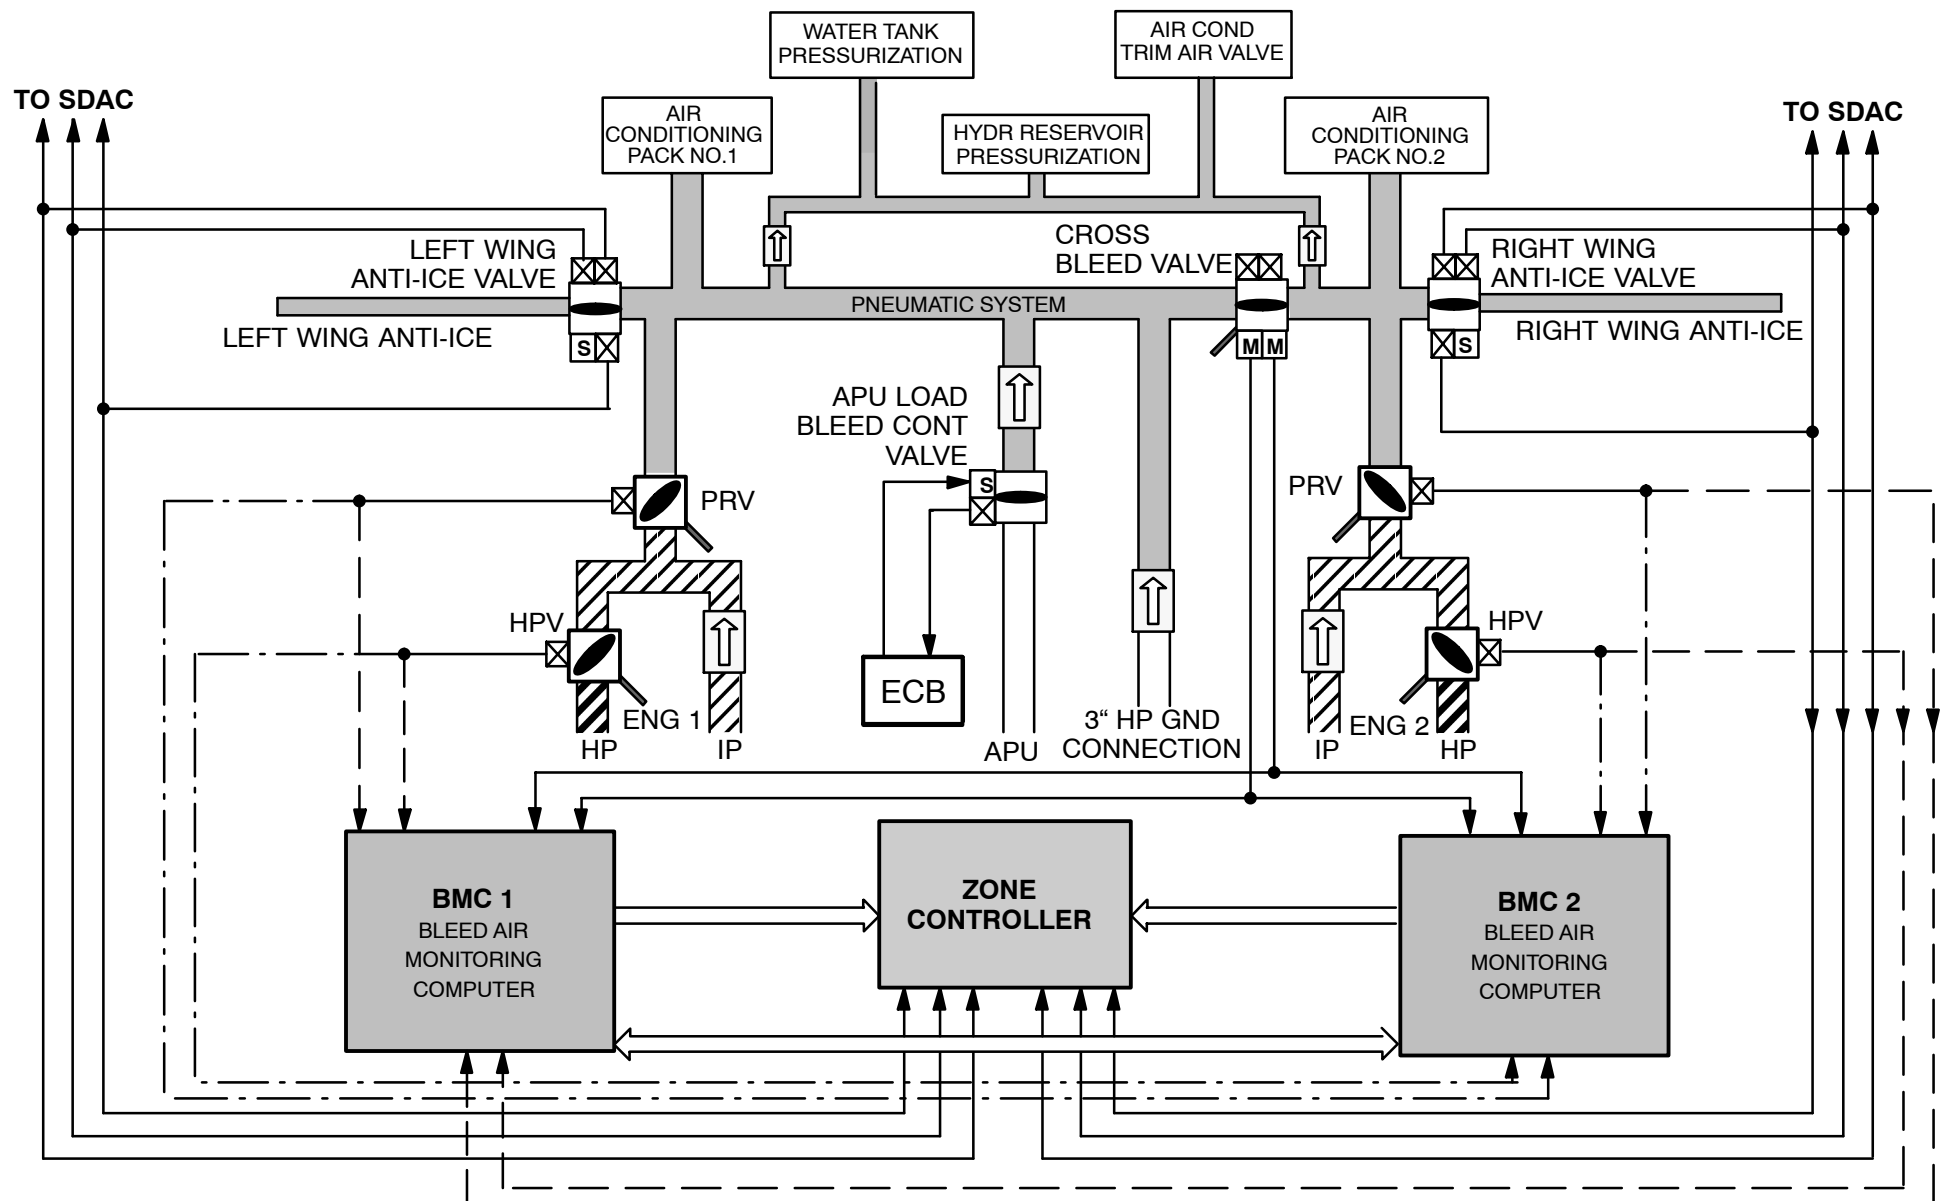 WATER TANK
PRESSURIZATION
AIR COND
TRIM AIR VALVE
TO SDAC
TO SDAC
AIR
CONDITIONING
PACK NO.1
HYDR RESERVOIR
PRESSURIZATION
AIR
CONDITIONING
PACK NO.2
LEFT WING
ANTI-ICE VALVE
CROSS
BLEED VALVE
RIGHT WING
ANTI-ICE VALVE
PNEUMATIC SYSTEM
LEFT WING ANTI-ICE
S
M M
S
RIGHT WING ANTI-ICE
APU LOAD
BLEED CONT
VALVE
S
PRV
PRV
HPV
HPV
ECB
ENG 1
HP
IP
APU
3“ HP GND
CONNECTION
ENG 2
IP
HP
BMC 1
BLEED AIR
MONITORING
COMPUTER
ZONE
CONTROLLER
BMC 2
BLEED AIR
MONITORING
COMPUTER